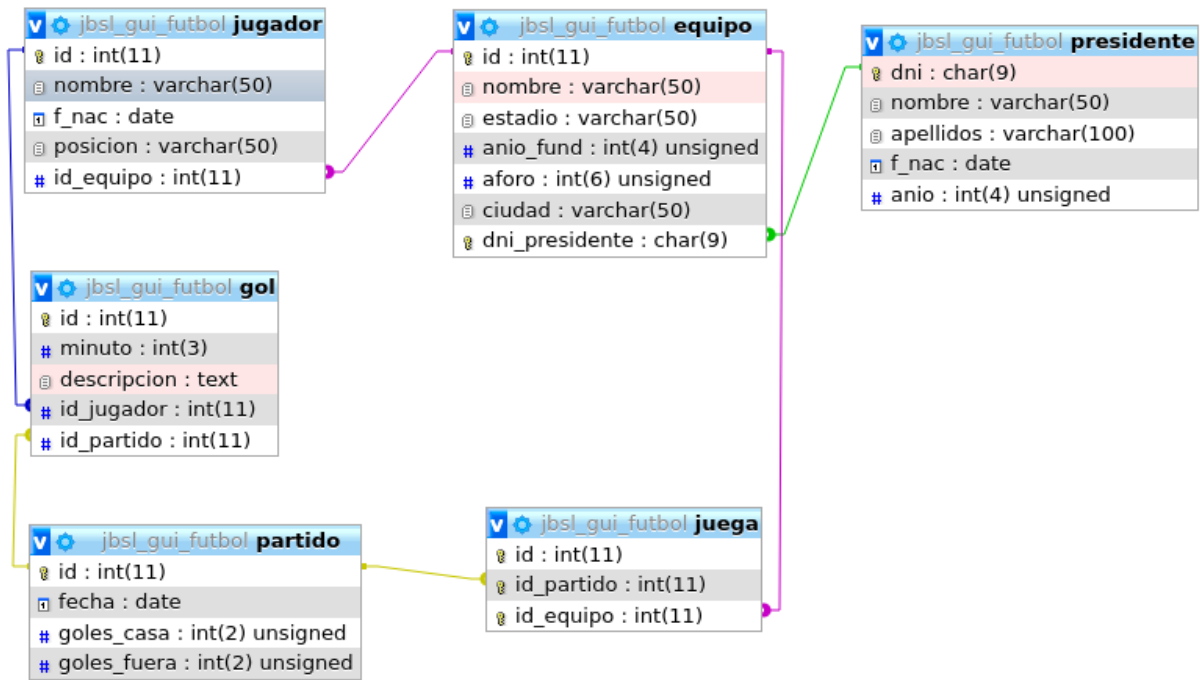 jbsl_gui_futbol jugador
id : int(11)
nombre : varchar(50)
f_nac : date
posicion : varchar(50)
# id_equipo : int(11)
jbsl_gui_futbol equipo
id : int(11)
nombre : varchar(50)
estadio : varchar(50)
# anio_fund : int(4) unsigned
# aforo : int(6) unsigned
ciudad : varchar(50)
dni_presidente : char(9)
jbsl_gui_futbol presidente
dni : char(9)
nombre : varchar(50)
apellidos : varchar(100)
f_nac : date
# anio : int(4) unsigned
jbsl_gui_futbol gol
id : int(11)
# minuto : int(3)
descripcion : text
# id_jugador : int(11)
# id_partido : int(11)
jbsl_gui_futbol partido
id : int(11)
fecha : date
# goles_casa : int(2) unsigned
# goles_fuera : int(2) unsigned
jbsl_gui_futbol juega
id : int(11)
id_partido : int(11)
id_equipo : int(11)